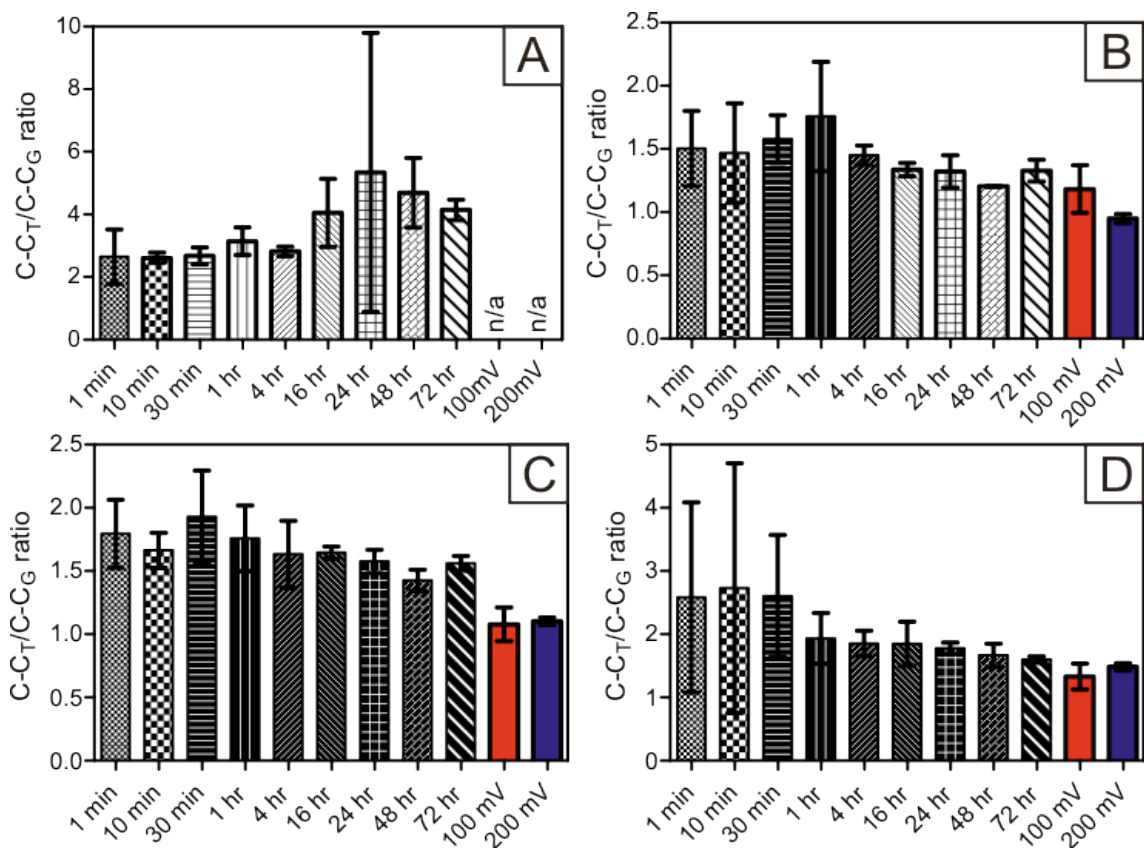 A
C-CT/C-CG ratio
10
8
6
4
2
0
n/a
n/a
1 min
10 min
30 min
1 hr
4 hr
16 hr
24 hr
48 hr
72 hr
100mV
200mV
B
C-CT/C-CG ratio
2.5
2.0
1.5
1.0
0.5
0.0
1 min
10 min
30 min
1 hr
4 hr
16 hr
24 hr
48 hr
72 hr
100 mV
200 mV
C
C-CT/C-CG ratio
2.5
2.0
1.5
1.0
0.5
0.0
1 min
10 min
30 min
1 hr
4 hr
16 hr
24 hr
48 hr
72 hr
100 mV
200 mV
D
C-CT/C-CG ratio
5
4
3
2
1
0
1 min
10 min
30 min
1 hr
4 hr
16 hr
24 hr
48 hr
72 hr
100 mV
200 mV